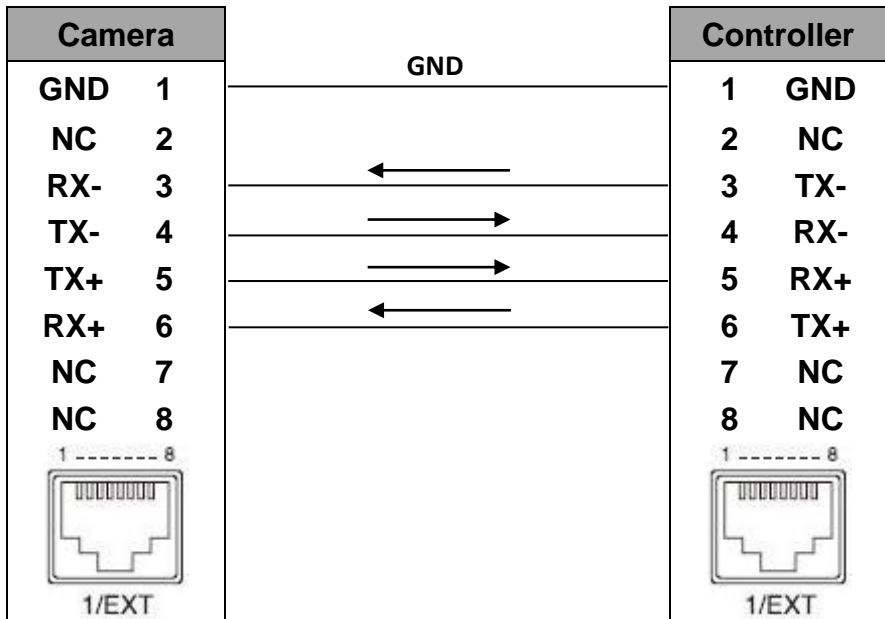 Camera Controller
GND
GND 1 1 GND
NC 2 2 NC
RX- 3 3 TX-
TX- 4 4 RX-
TX+ 5 5 RX+
RX+ 6 6 TX+
NC 7 7 NC
NC 8 8 NC
1 ------- 8 1 ------- 8
1/EXT 1/EXT